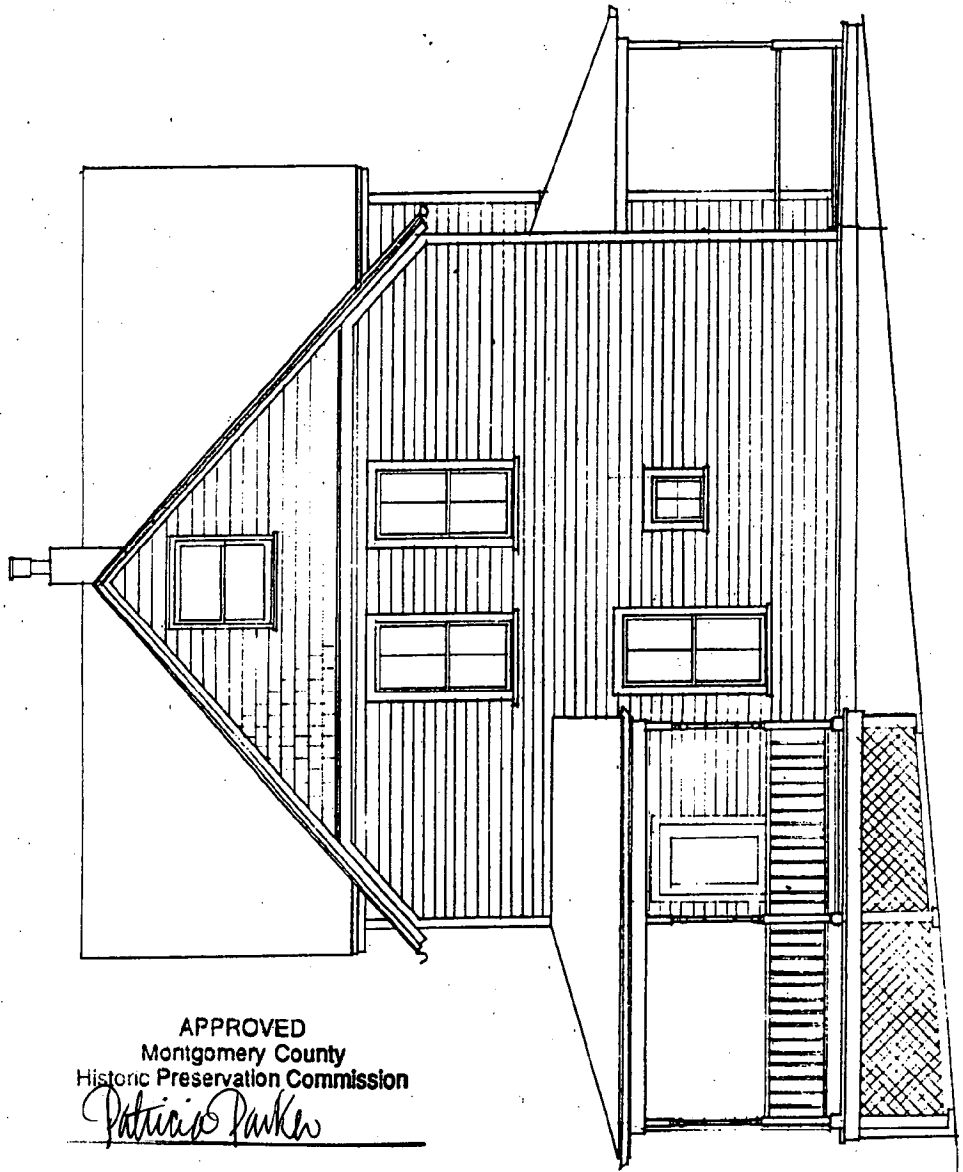 APPROVED
Montgomery County
Historic Preservation Commission
Patricia Parker